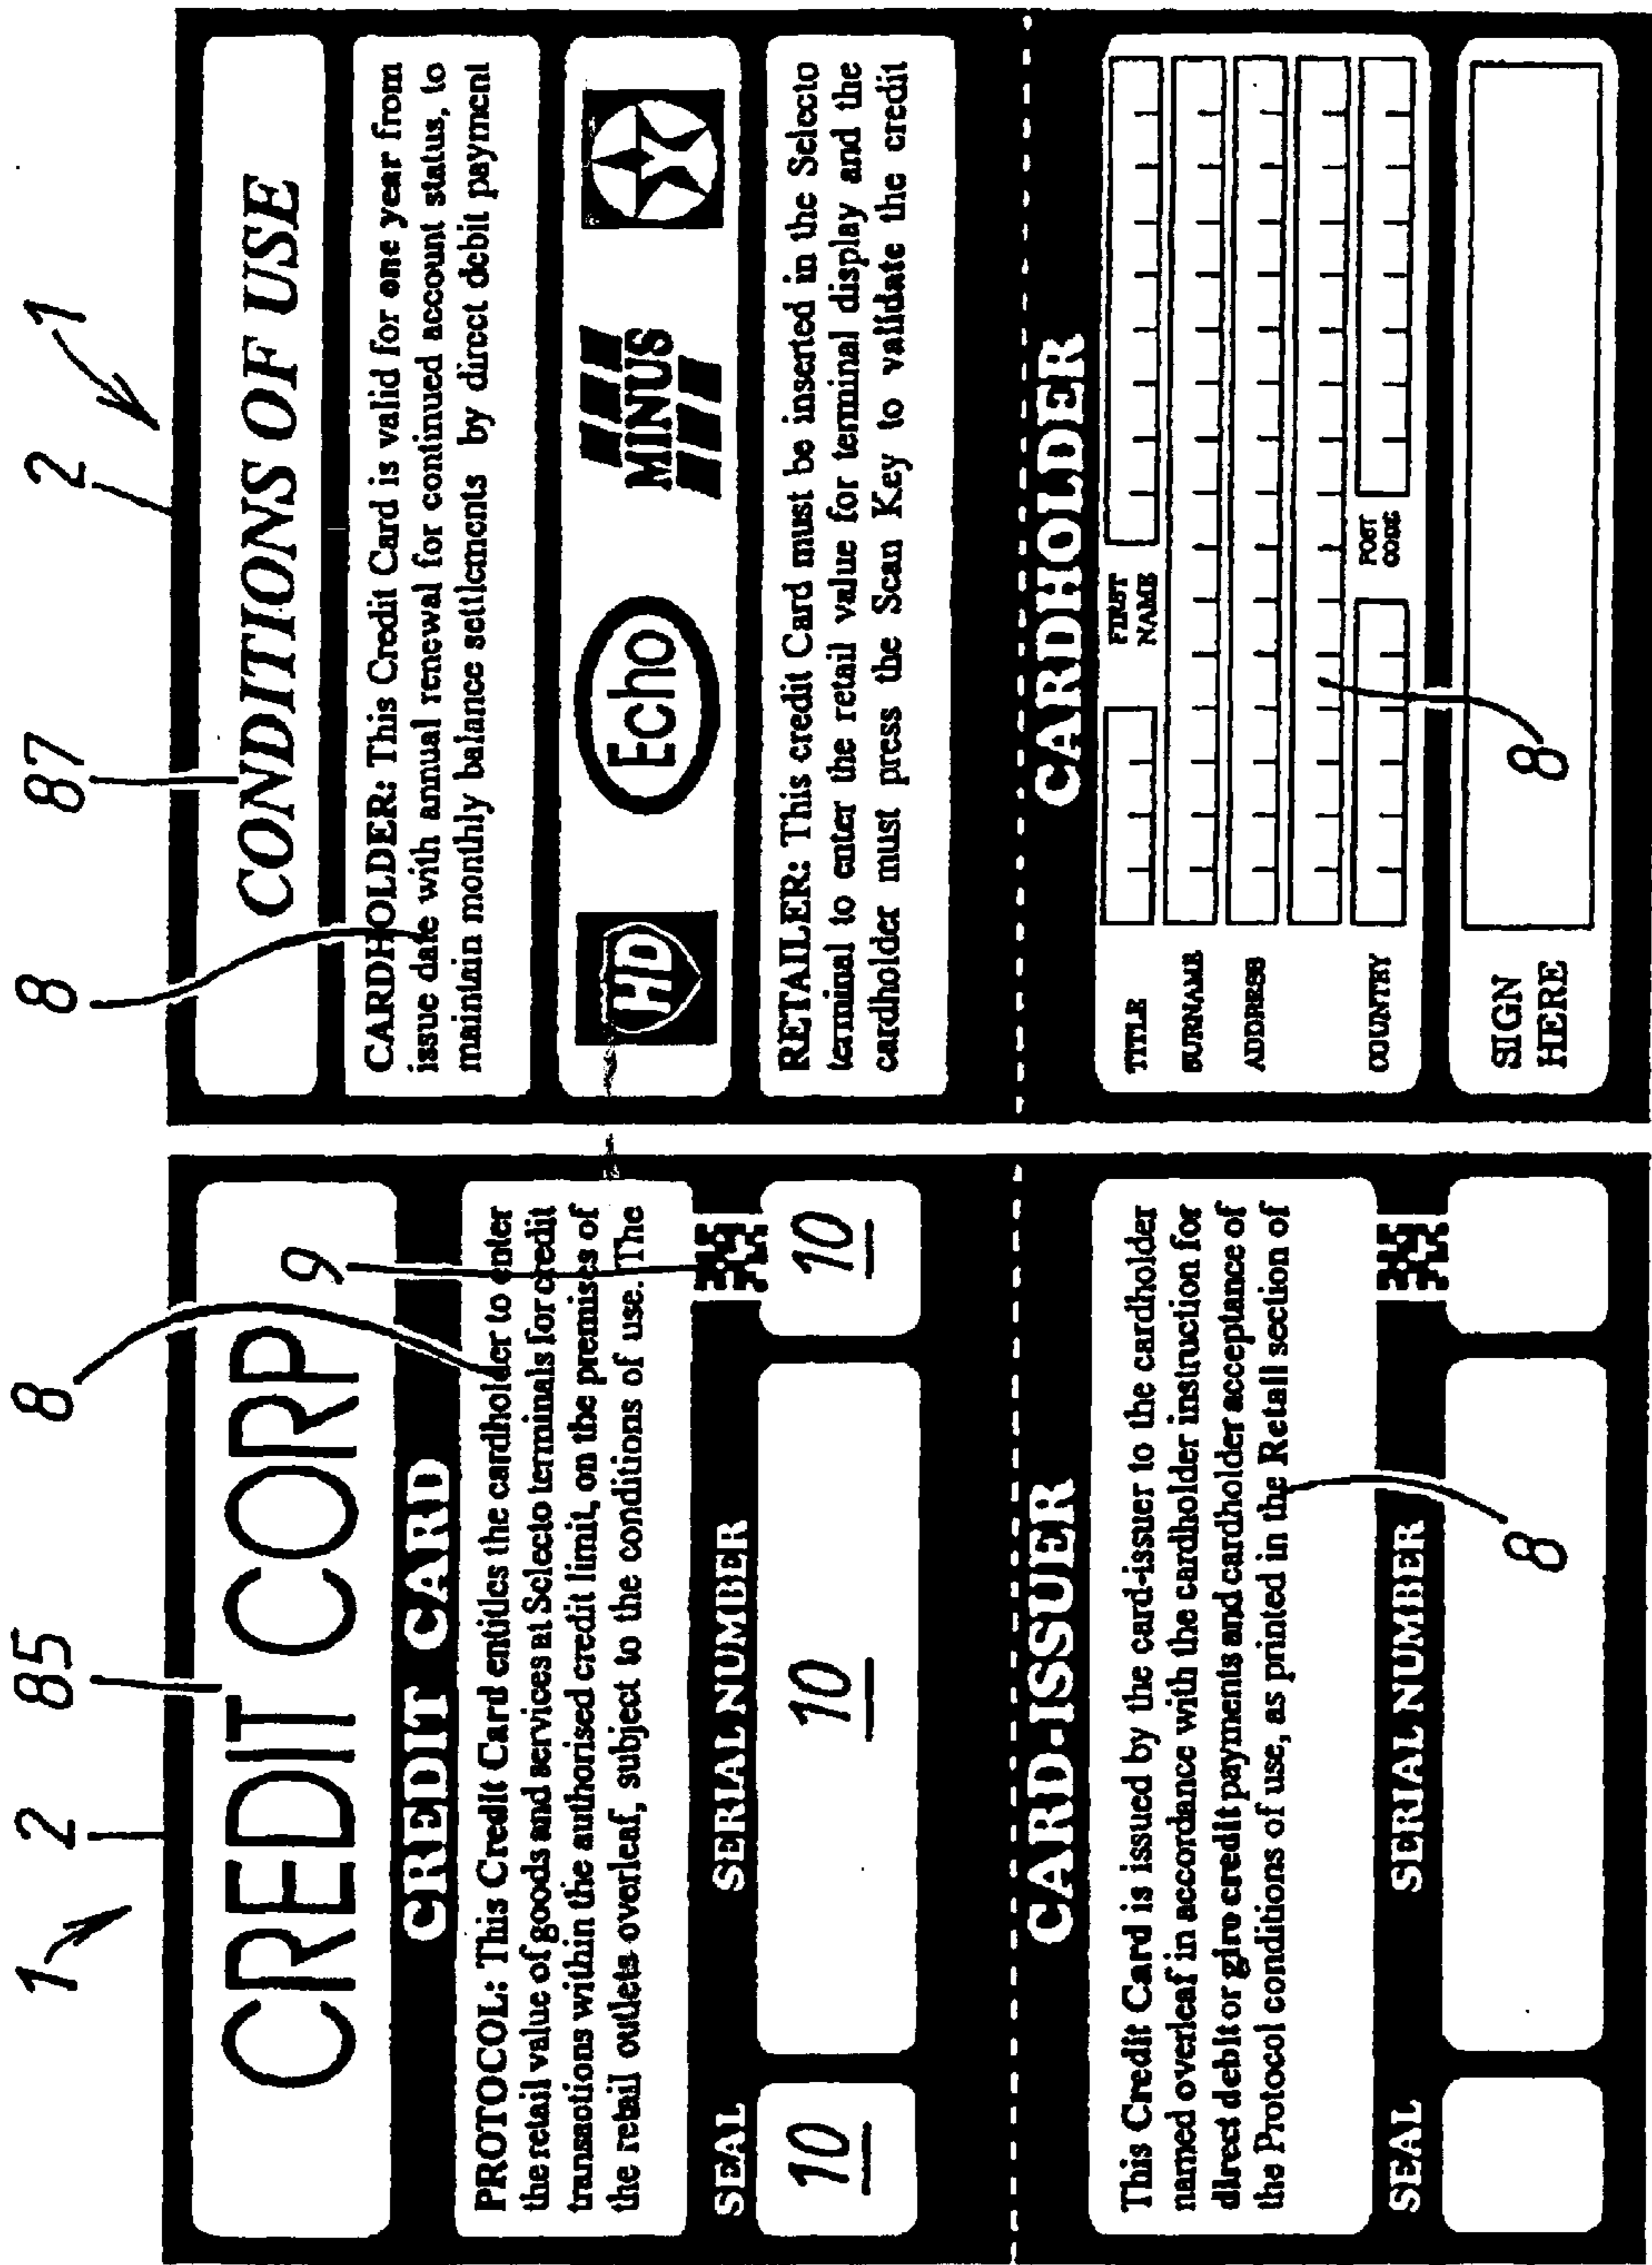 1
2
85
8
CREDIT CORP
9
CREDIT CARD
PROTOCOL: This Credit Card entitles the cardholder to enter
the retail value of goods and services at Selecto terminals for credit
transactions within the authorised credit limit, on the premises of
the retail outlets overleaf, subject to the conditions of use. The
SEAL
SERIAL NUMBER
10
10
10
CARD-ISSUER
This Credit Card is issued by the card-issuer to the cardholder
named overleaf in accordance with the cardholder instruction for
direct debit or giro credit payments and cardholder acceptance of
the Protocol conditions of use, as printed in the Retail section of
SEAL
SERIAL NUMBER
8
8
87
2
1
CONDITIONS OF USE
CARDHOLDER: This Credit Card is valid for one year from
issue date with annual renewal for continued account status, to
maintain monthly balance settlements by direct debit payment
HD
Echo
MINUS
RETAILER: This credit Card must be inserted in the Selecto
terminal to enter the retail value for terminal display and the
cardholder must press the Scan Key to validate the credit
CARDHOLDER
TITLE
FIRST
NAME
SURNAME
ADDRESS
COUNTRY
POST
CODE
SIGN
HERE
8